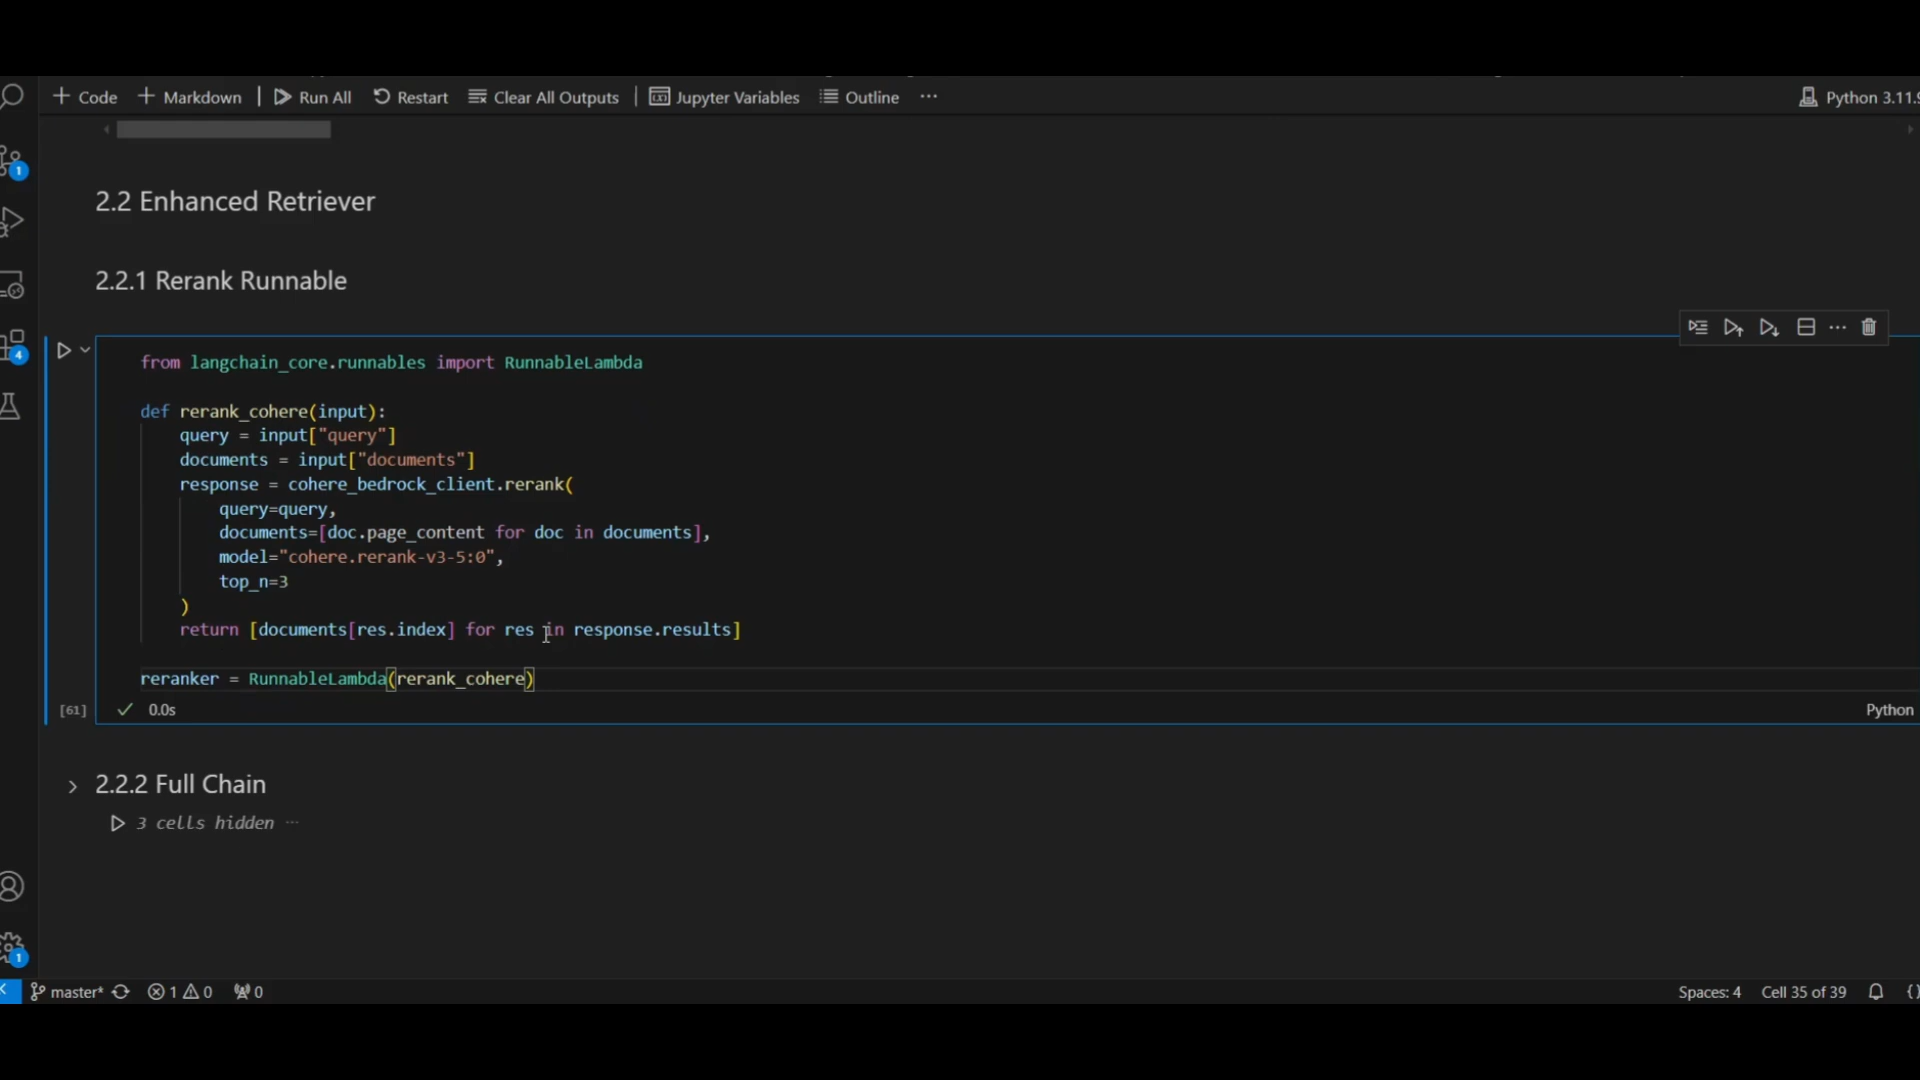 Code Markdown Run All Restart Clear All Outputs Jupyter Variables Outline ... Python 3.11.9
2.2 Enhanced Retriever
2.2.1 Rerank Runnable
from langchain_core.runnables import RunnableLambda
def rerank_cohere(input):
    query = input["query"]
    documents = input["documents"]
    response = cohere_bedrock_client.rerank(
        query=query,
        documents=[doc.page_content for doc in documents],
        model="cohere.rerank-v3-5:0",
        top_n=3
    )
    return [documents[res.index] for res in response.results]
reranker = RunnableLambda(rerank_cohere)
[61] 0.0s Python
2.2.2 Full Chain
3 cells hidden ...
1
4
1
master* 1 0 0 Spaces: 4 Cell 35 of 39